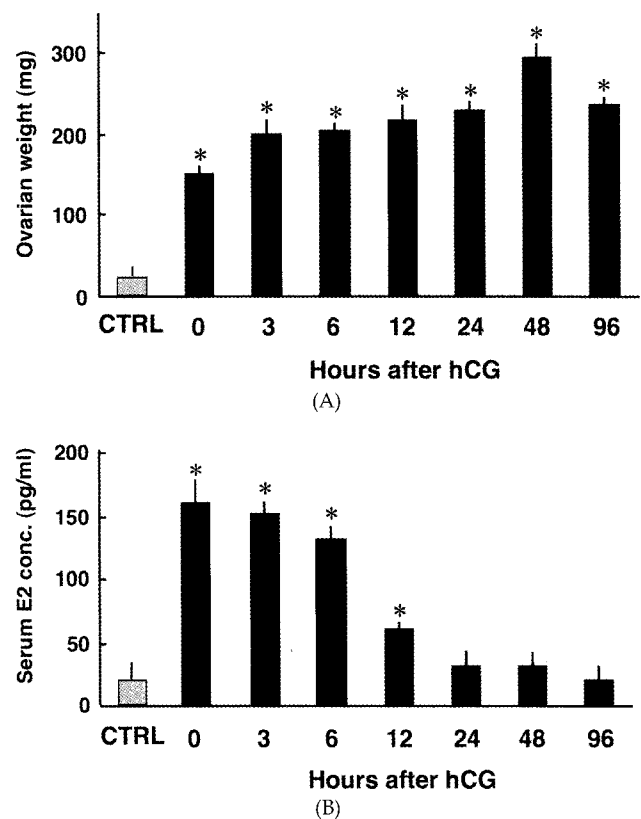 Ovarian weight (mg)
300
200
100
0
* * * * * * *
CTRL 0 3 6 12 24 48 96
Hours after hCG
(A)
Serum E2 conc. (pg/ml)
200
150
100
50
0
* * * *
CTRL 0 3 6 12 24 48 96
Hours after hCG
(B)